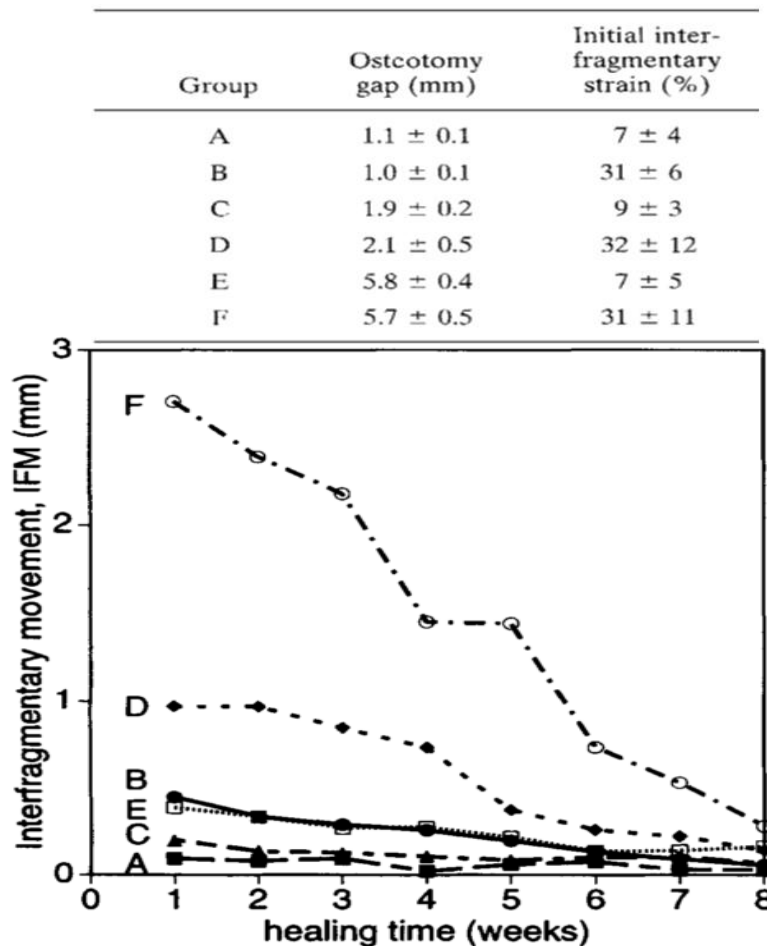 Initial inter-
Ostcotomy fragmentary
Group gap (mm) strain (%)
A 1.1 ± 0.1 7 ± 4
B 1.0 ± 0.1 31 ± 6
C 1.9 ± 0.2 9 ± 3
D 2.1 ± 0.5 32 ± 12
E 5.8 ± 0.4 7 ± 5
F 5.7 ± 0.5 31 ± 11
Interfragmentary movement, IFM (mm)
3
2
1
0
F
D
B
E
C
A
0 1 2 3 4 5 6 7 8
healing time (weeks)